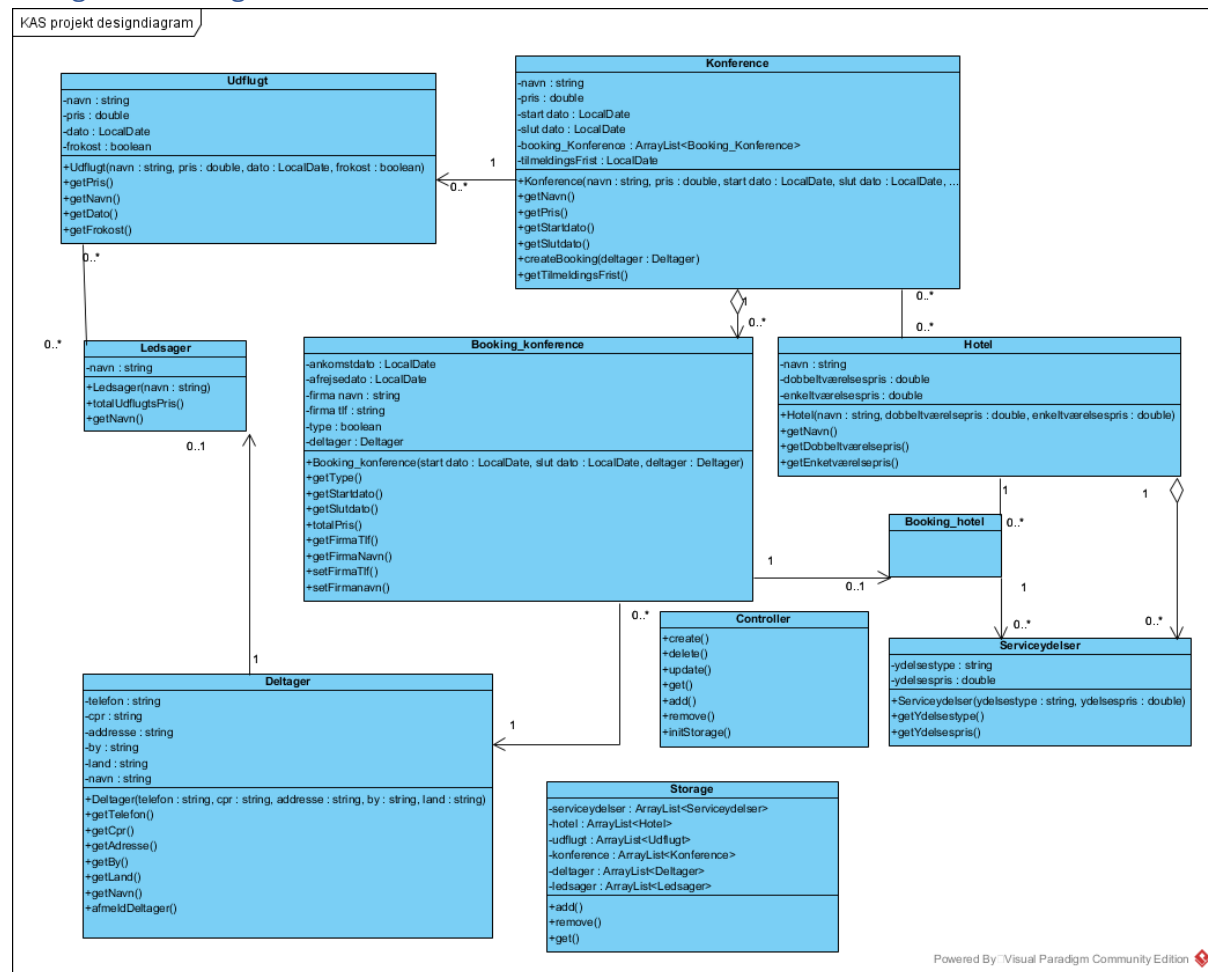 KAS projekt designdiagram
Udflugt
-navn : string
-pris : double
-dato : LocalDate
-frokost : boolean
+Udflugt(navn : string, pris : double, dato : LocalDate, frokost : boolean)
+getPris()
+getNavn()
+getDato()
+getFrokost()
Konference
-navn : string
-pris : double
-start dato : LocalDate
-slut dato : LocalDate
-booking_Konference : ArrayList<Booking_Konference>
-tilmeldingsFrist : LocalDate
+Konference(navn : string, pris : double, start dato : LocalDate, slut dato : LocalDate, ...
+getNavn()
+getPris()
+getStartdato()
+getSlutdato()
+createBooking(deltager : Deltager)
+getTilmeldingsFrist()
1
0..*
0..*
0..*
Ledsager
-navn : string
+Ledsager(navn : string)
+totalUdflugtsPris()
+getNavn()
0..1
1
1
0..*
0..*
0..*
Booking_konference
-ankomstdato : LocalDate
-afrejsedato : LocalDate
-firma navn : string
-firma tlf : string
-type : boolean
-deltager : Deltager
+Booking_konference(start dato : LocalDate, slut dato : LocalDate, deltager : Deltager)
+getType()
+getStartdato()
+getSlutdato()
+totalPris()
+getFirmaTlf()
+getFirmaNavn()
+setFirmaTlf()
+setFirmanavn()
Hotel
-navn : string
-dobbeltværelsespris : double
-enkeltværelsespris : double
+Hotel(navn : string, dobbeltværelsepris : double, enkeltværelsespris : double)
+getNavn()
+getDobbeltværelsepris()
+getEnketværelsepris()
1
1
Booking_hotel
0..*
1
0..1
1
0..*
0..*
0..*
1
Controller
+create()
+delete()
+update()
+get()
+add()
+remove()
+initStorage()
Serviceydelser
-ydelsestype : string
-ydelsespris : double
+Serviceydelser(ydelsestype : string, ydelsespris : double)
+getYdelsestype()
+getYdelsespris()
Deltager
-telefon : string
-cpr : string
-addresse : string
-by : string
-land : string
-navn : string
+Deltager(telefon : string, cpr : string, addresse : string, by : string, land : string)
+getTelefon()
+getCpr()
+getAdresse()
+getBy()
+getLand()
+getNavn()
+afmeldDeltager()
Storage
-serviceydelser : ArrayList<Serviceydelser>
-hotel : ArrayList<Hotel>
-udflugt : ArrayList<Udflugt>
-konference : ArrayList<Konference>
-deltager : ArrayList<Deltager>
-ledsager : ArrayList<Ledsager>
+add()
+remove()
+get()
Powered By Visual Paradigm Community Edition